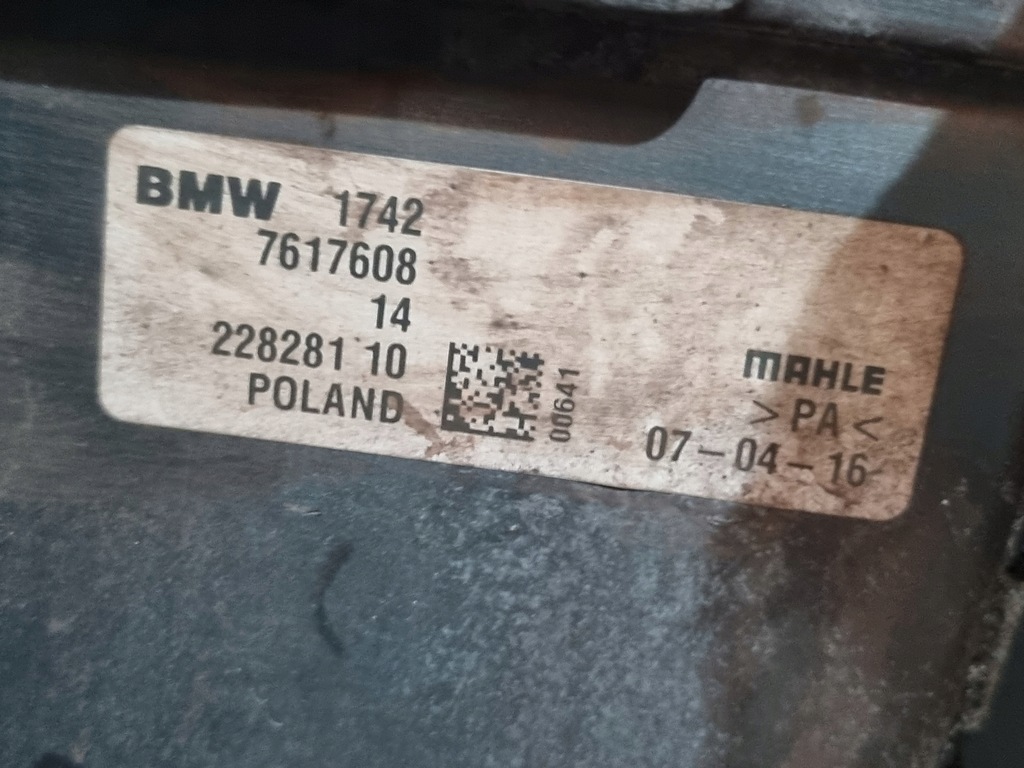 BMW 1742
7617608
14
228281 10
POLAND
00641
MAHLE
>PA<
07-04-16